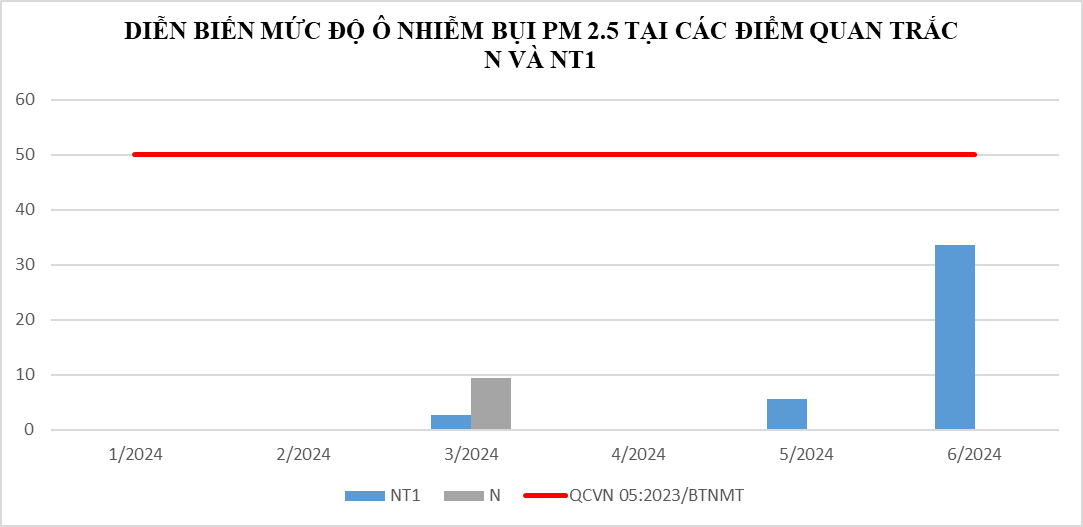 DIỄN BIẾN MỨC ĐỘ Ô NHIỄM BỤI PM 2.5 TẠI CÁC ĐIỂM QUAN TRẮC
N VÀ NT1
60
50
40
30
20
10
0
1/2024 2/2024 3/2024 4/2024 5/2024 6/2024
NT1 N QCVN 05:2023/BTNMT